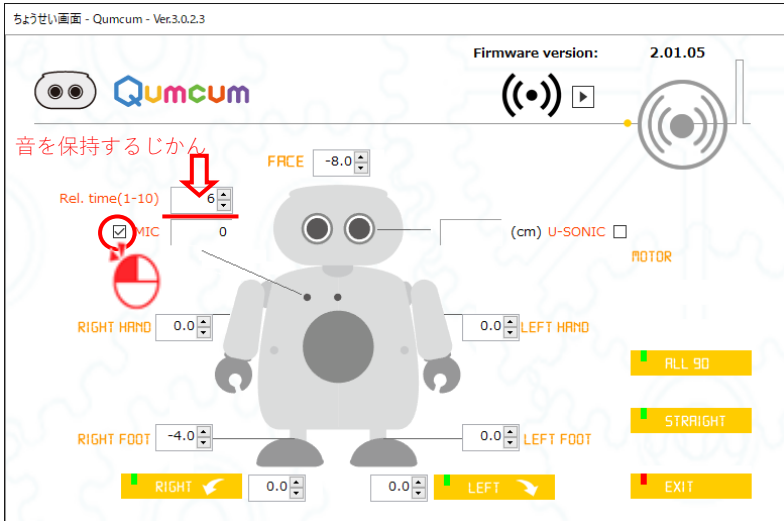 ちょうせい画面 - Qumcum - Ver.3.0.2.3
Firmware version: 2.01.05
Qumcum
音を保持するじかん
FACE -8.0
Rel. time(1-10) 6
MIC 0
(cm) U-SONIC
MOTOR
RIGHT HAND 0.0
0.0 LEFT HAND
ALL 90
STRAIGHT
RIGHT FOOT -4.0
0.0 LEFT FOOT
RIGHT 0.0
0.0 LEFT
EXIT